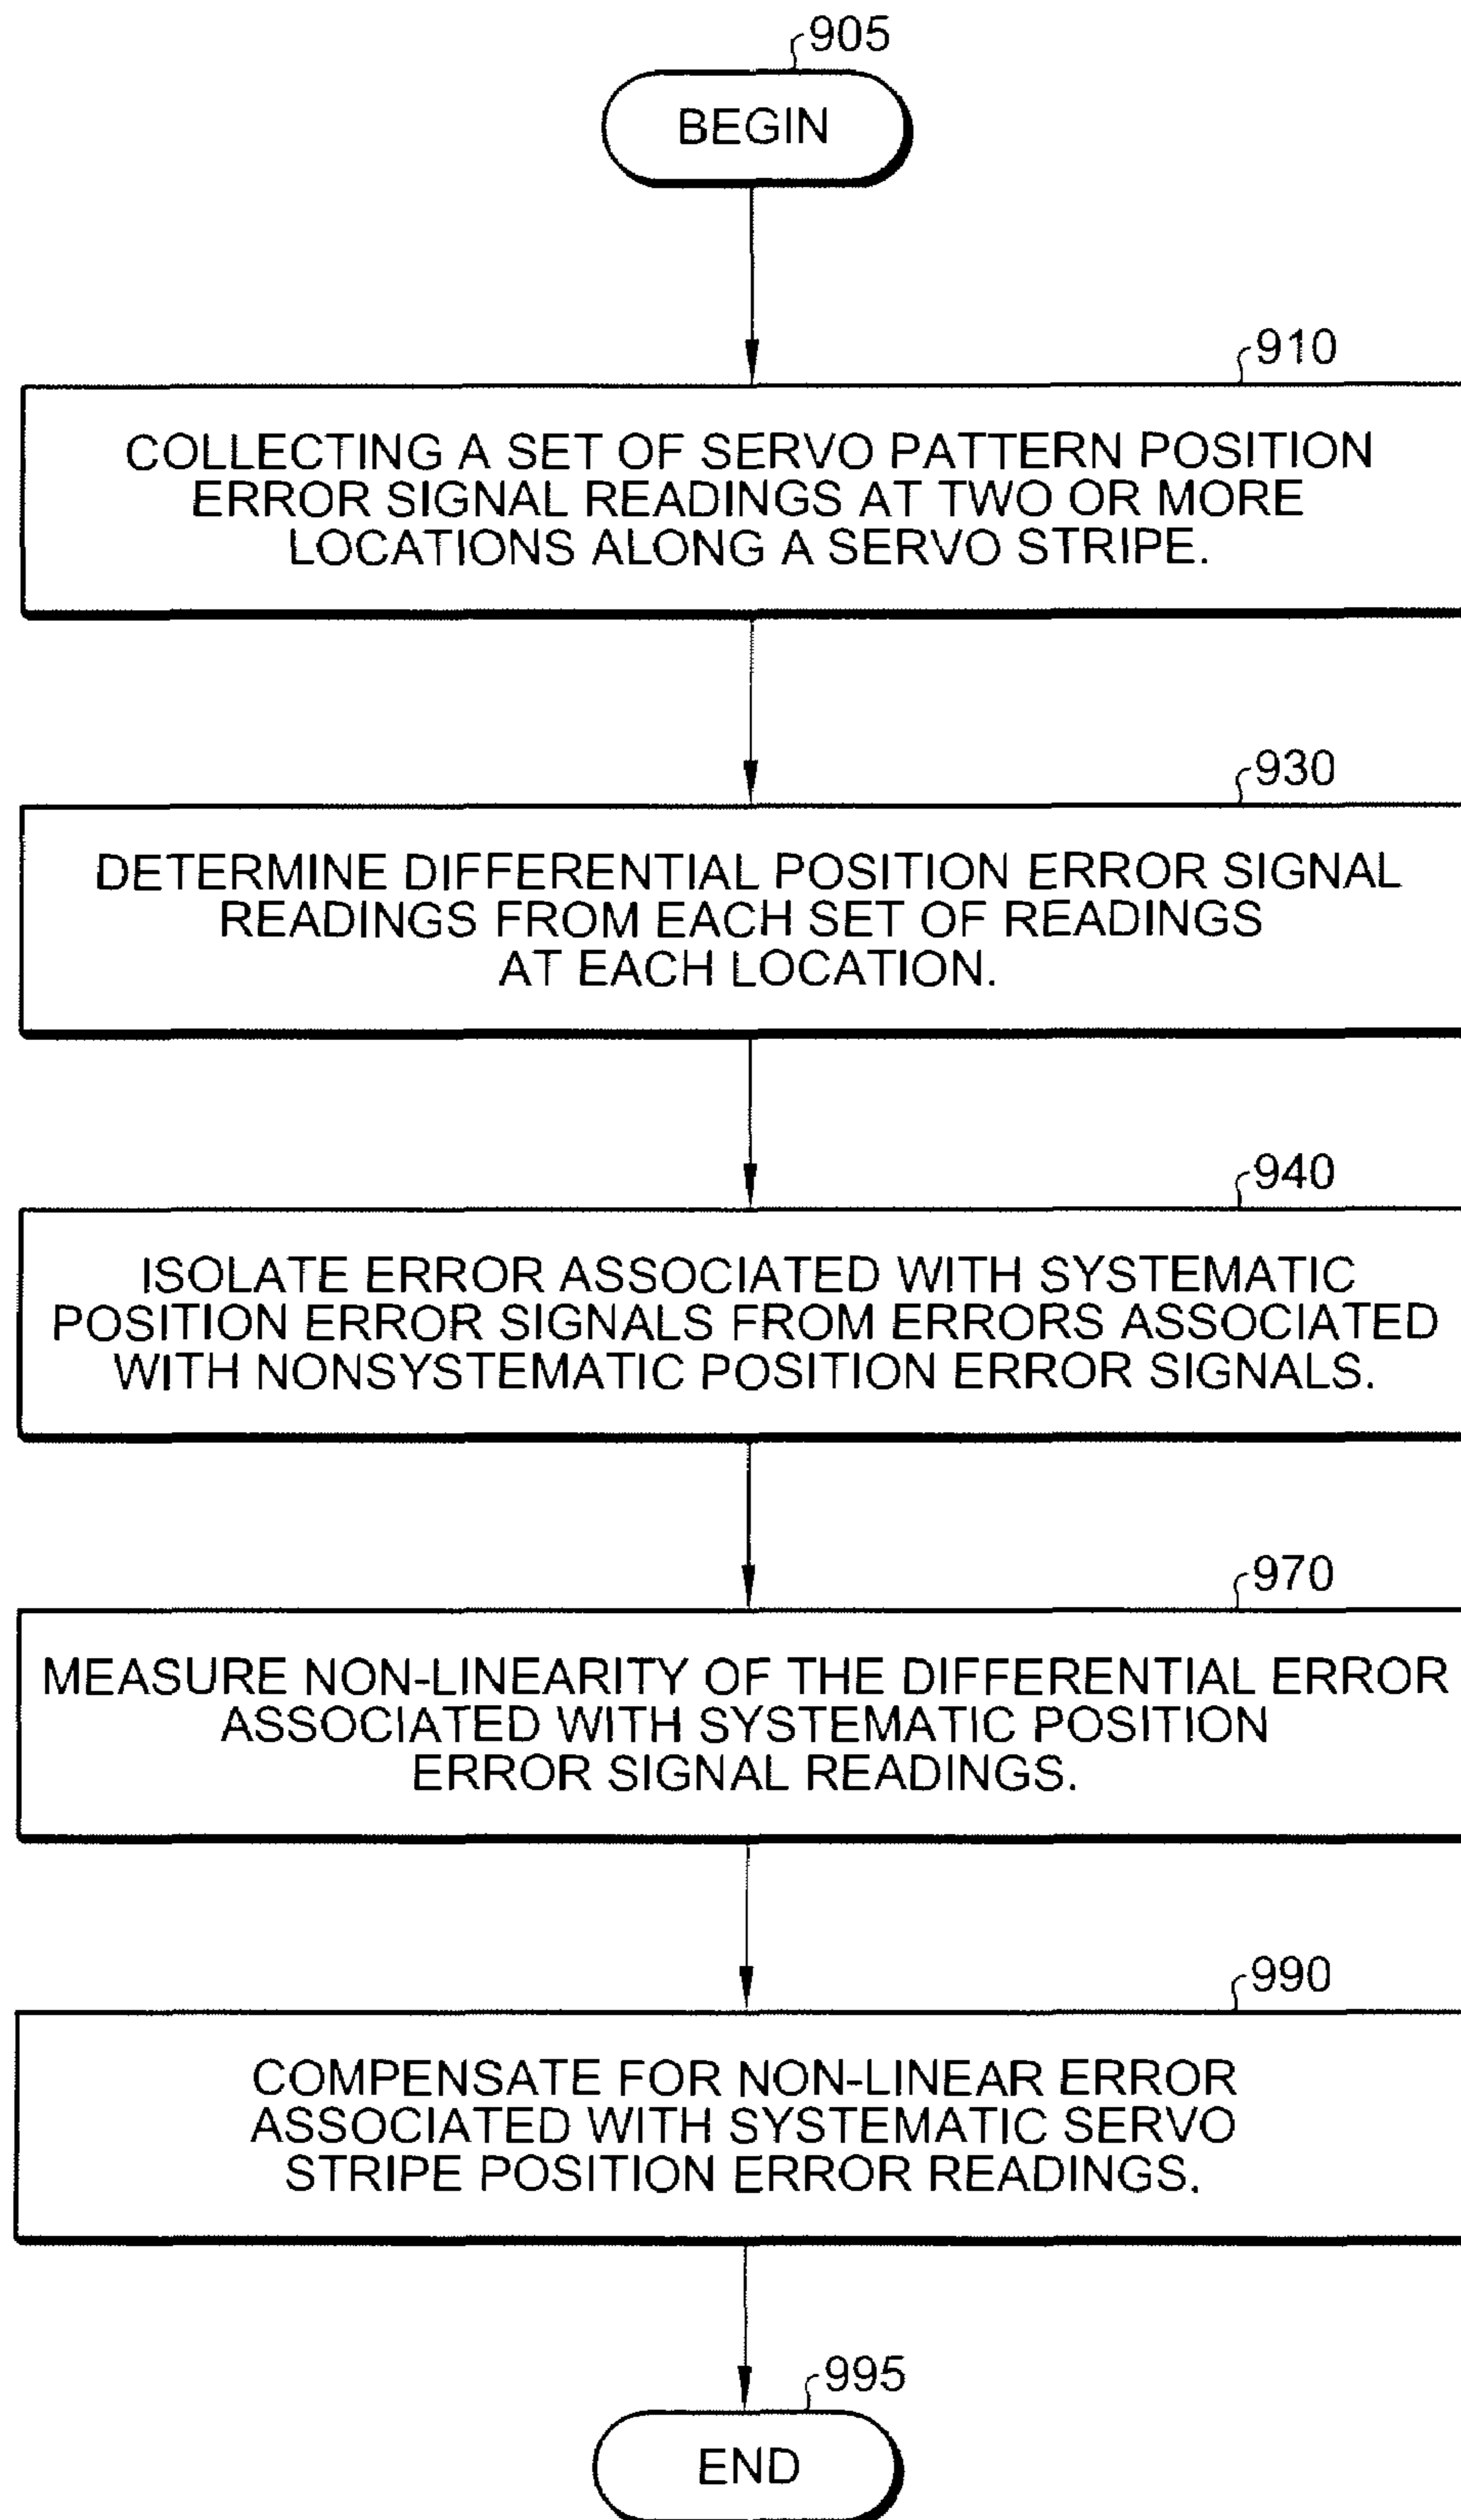 905
BEGIN
910
COLLECTING A SET OF SERVO PATTERN POSITION
ERROR SIGNAL READINGS AT TWO OR MORE
LOCATIONS ALONG A SERVO STRIPE.
930
DETERMINE DIFFERENTIAL POSITION ERROR SIGNAL
READINGS FROM EACH SET OF READINGS
AT EACH LOCATION.
940
ISOLATE ERROR ASSOCIATED WITH SYSTEMATIC
POSITION ERROR SIGNALS FROM ERRORS ASSOCIATED
WITH NONSYSTEMATIC POSITION ERROR SIGNALS.
970
MEASURE NON-LINEARITY OF THE DIFFERENTIAL ERROR
ASSOCIATED WITH SYSTEMATIC POSITION
ERROR SIGNAL READINGS.
990
COMPENSATE FOR NON-LINEAR ERROR
ASSOCIATED WITH SYSTEMATIC SERVO
STRIPE POSITION ERROR READINGS.
995
END